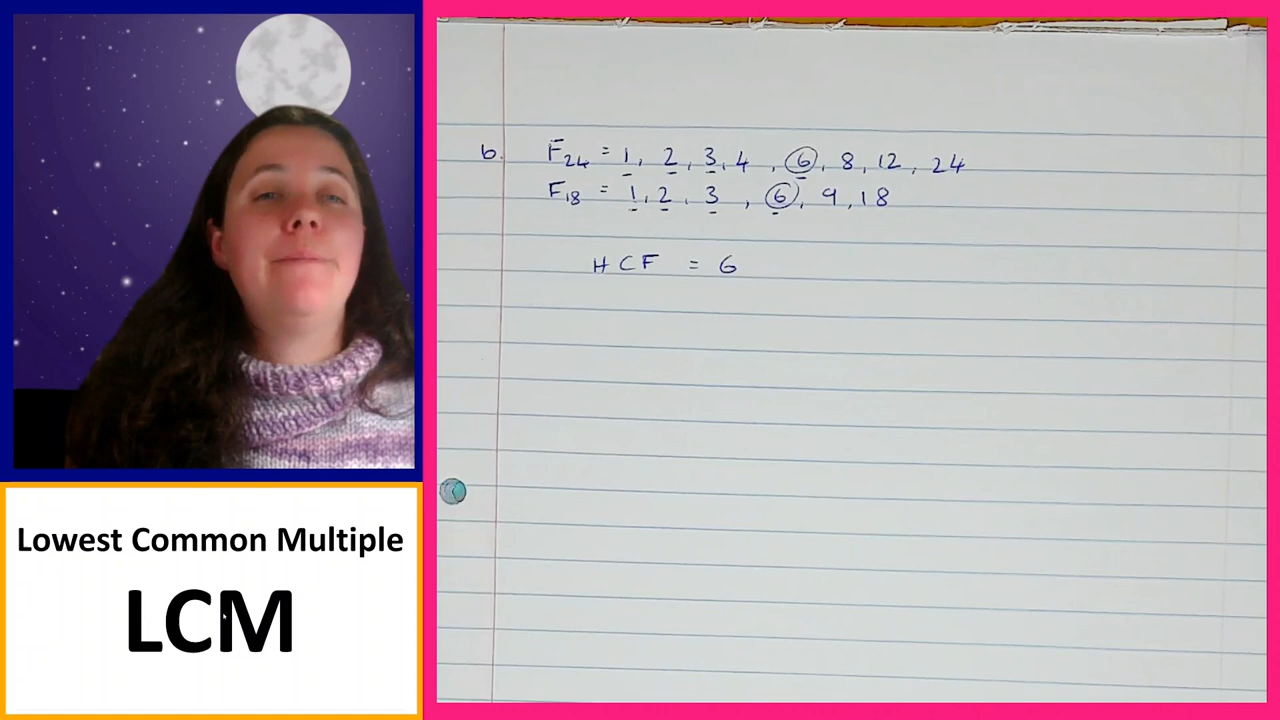 Lowest Common Multiple
LCM
b. F24 = 1, 2, 3, 4, 6, 8, 12, 24
F18 = 1, 2, 3, 6, 9, 18
HCF = 6